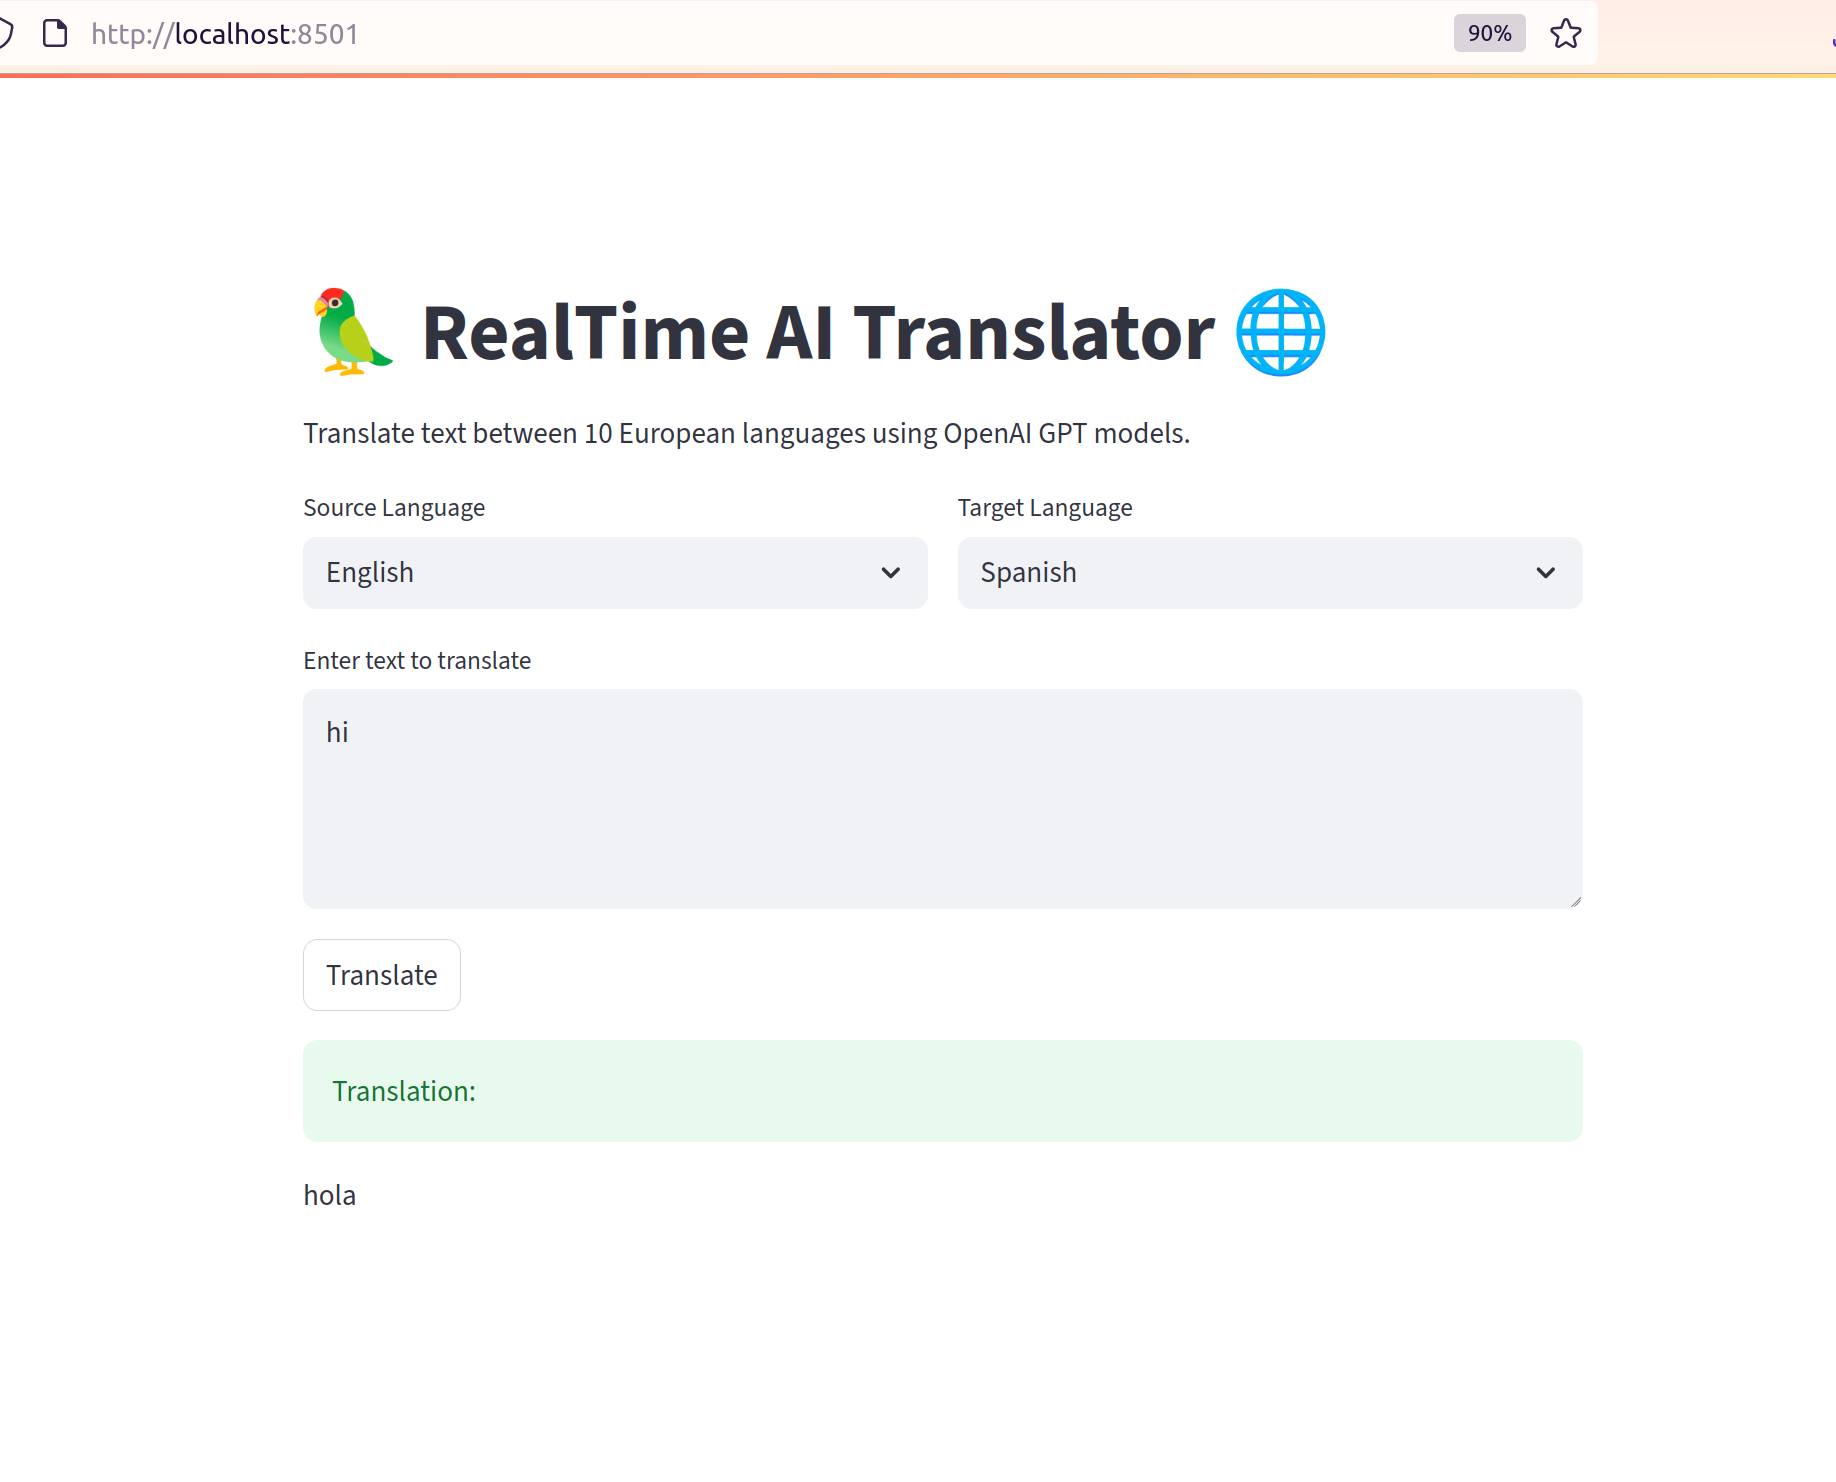 http://localhost:8501
90%
RealTime AI Translator
Translate text between 10 European languages using OpenAI GPT models.
Source Language
Target Language
English
Spanish
Enter text to translate
hi
Translate
Translation:
hola